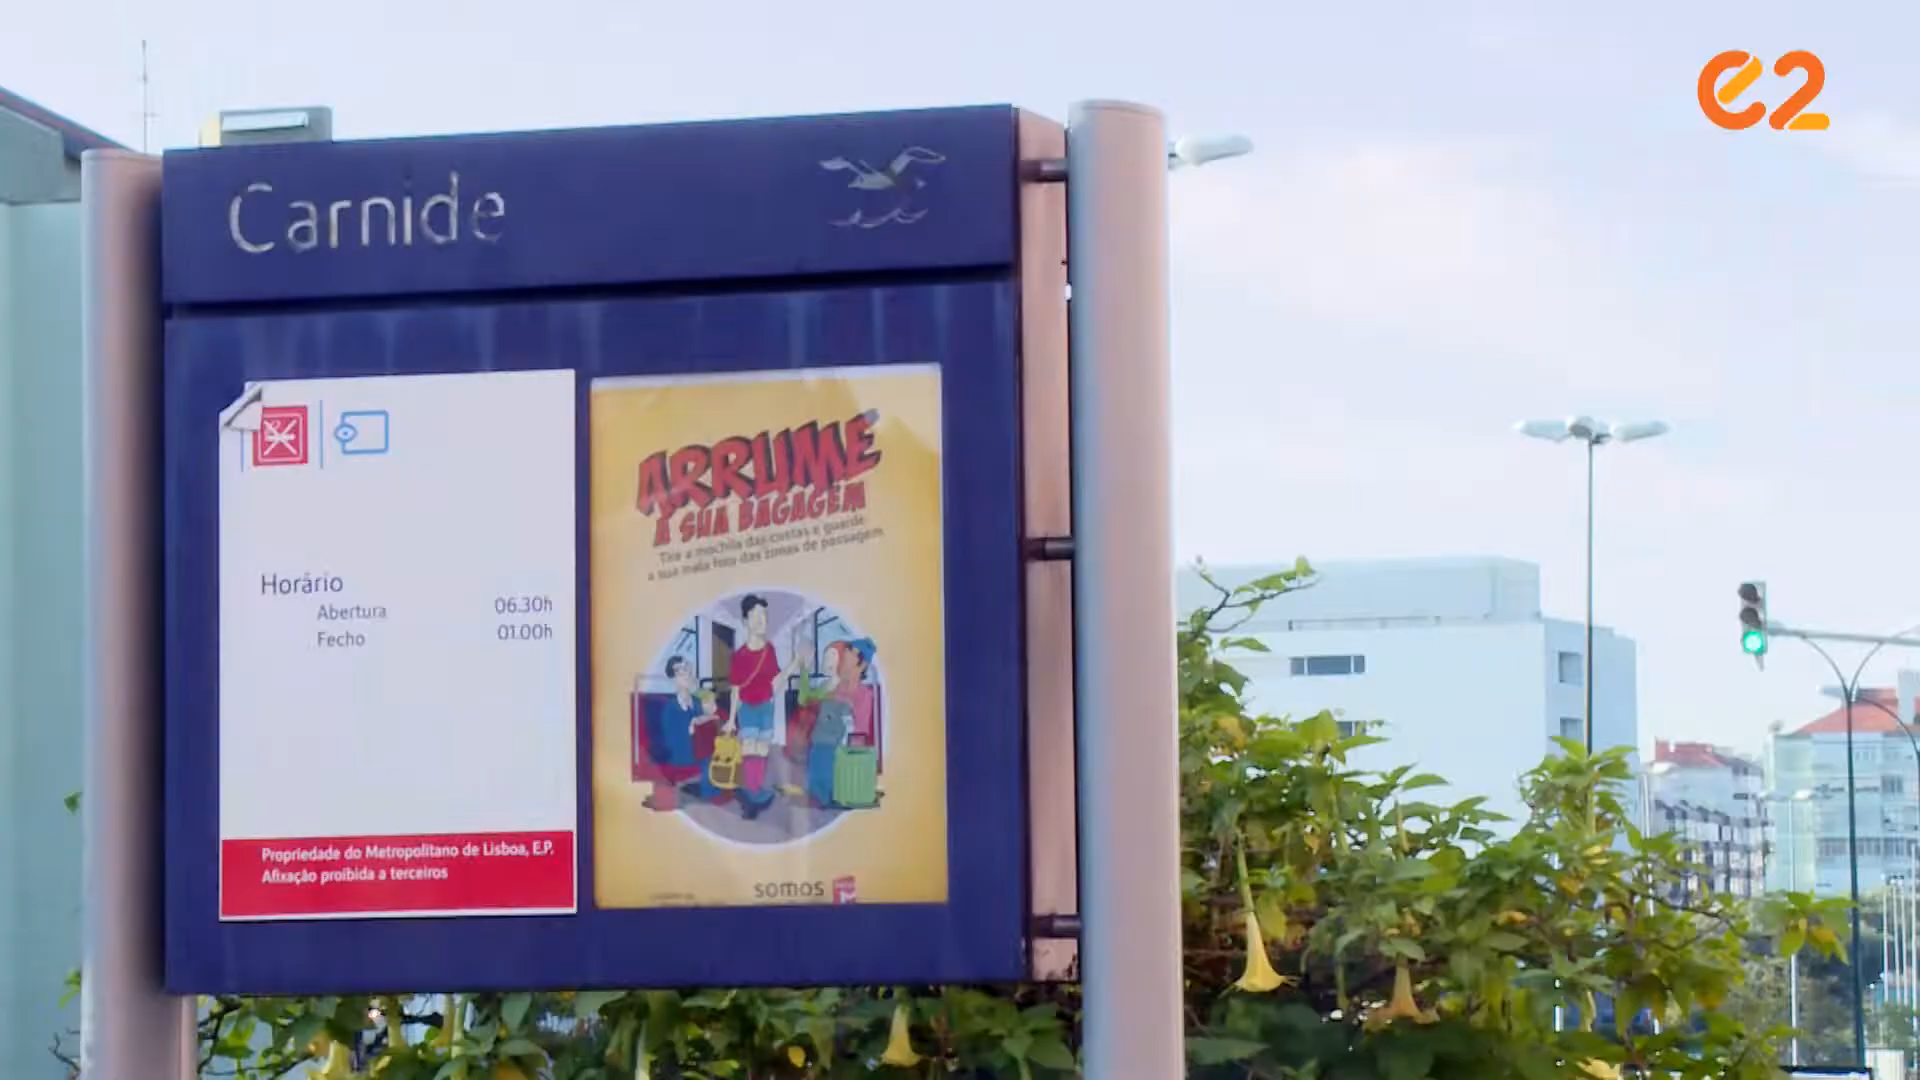 e2
Carnide
Horário
Abertura 06.30h
Fecho 01.00h
Propriedade do Metropolitano de Lisboa, E.P.
Afixação proibida a terceiros
ARRUME
A SUA BAGAGEM
Tire a mochila das costas e guarde
a sua mala fora das zonas de passagem
somos